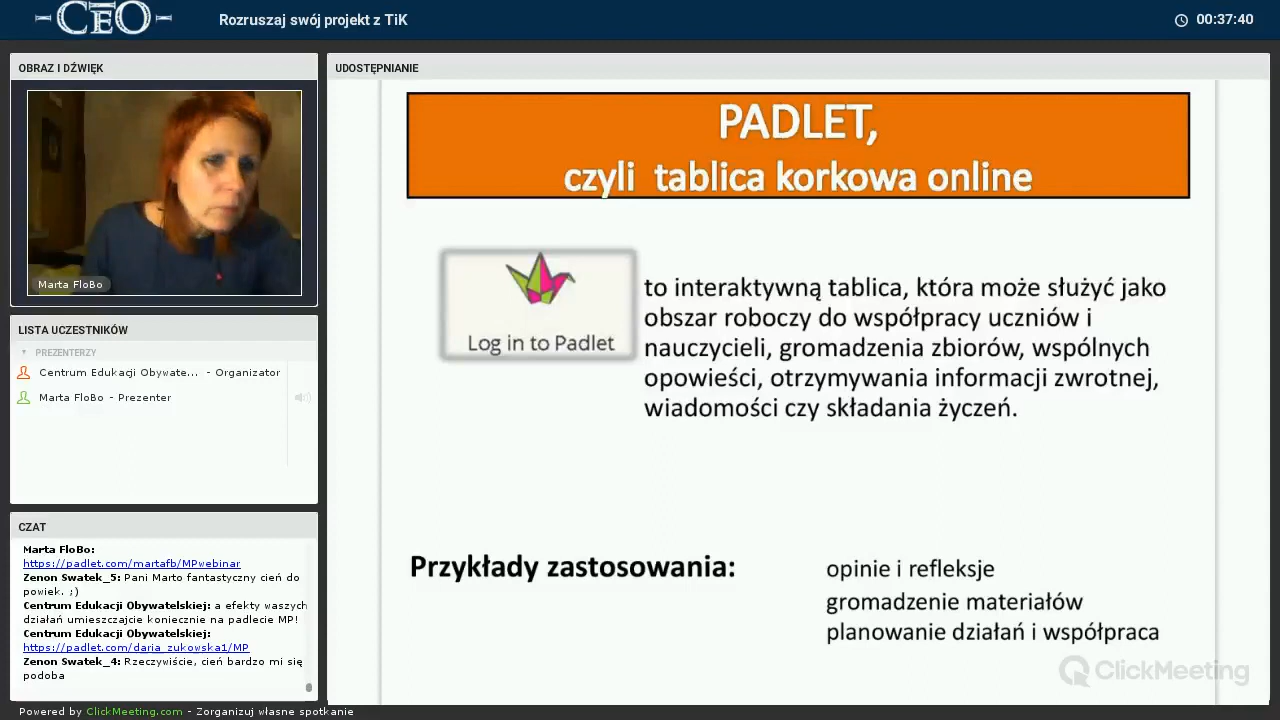 CEO
Rozruszaj swój projekt z TiK
00:37:40
OBRAZ I DŹWIĘK
Marta FloBo
LISTA UCZESTNIKÓW
PREZENTERZY
Centrum Edukacji Obywate... - Organizator
Marta FloBo - Prezenter
CZAT
Marta FloBo:
https://padlet.com/martafb/MPwebinar
Zenon Swatek_5: Pani Marto fantastyczny cień do
powiek. ;)
Centrum Edukacji Obywatelskiej: a efekty waszych
działań umieszczajcie koniecznie na padlecie MP!
Centrum Edukacji Obywatelskiej:
https://padlet.com/daria_zukowska1/MP
Zenon Swatek_4: Rzeczywiście, cień bardzo mi się
podoba
UDOSTĘPNIANIE
PADLET,
czyli tablica korkowa online
Log in to Padlet
to interaktywną tablica, która może służyć jako
obszar roboczy do współpracy uczniów i
nauczycieli, gromadzenia zbiorów, wspólnych
opowieści, otrzymywania informacji zwrotnej,
wiadomości czy składania życzeń.
Przykłady zastosowania:
opinie i refleksje
gromadzenie materiałów
planowanie działań i współpraca
ClickMeeting
Powered by ClickMeeting.com - Zorganizuj własne spotkanie